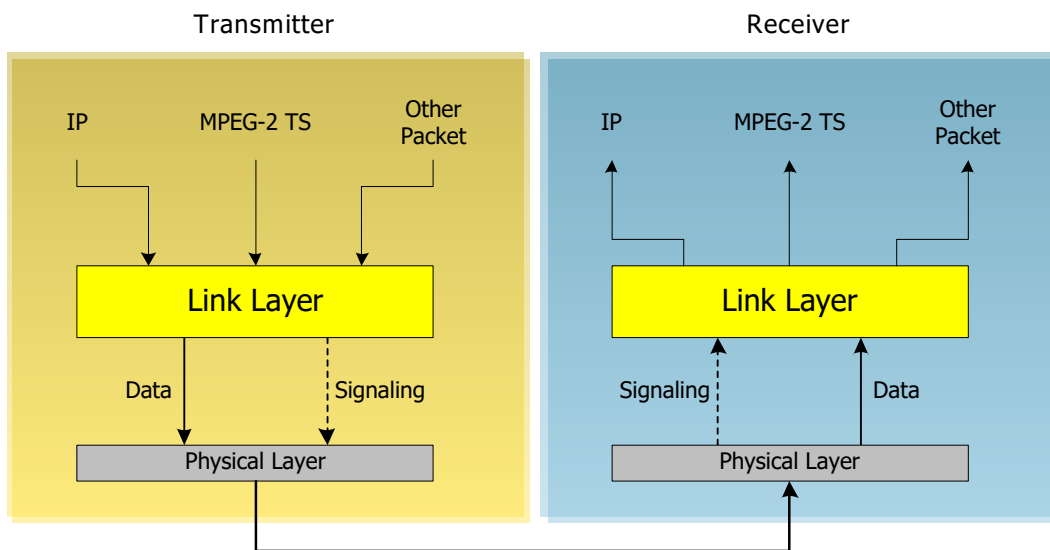 Transmitter
Receiver
IP
MPEG-2 TS
Other
Packet
IP
MPEG-2 TS
Other
Packet
Link Layer
Link Layer
Data
Signaling
Signaling
Data
Physical Layer
Physical Layer